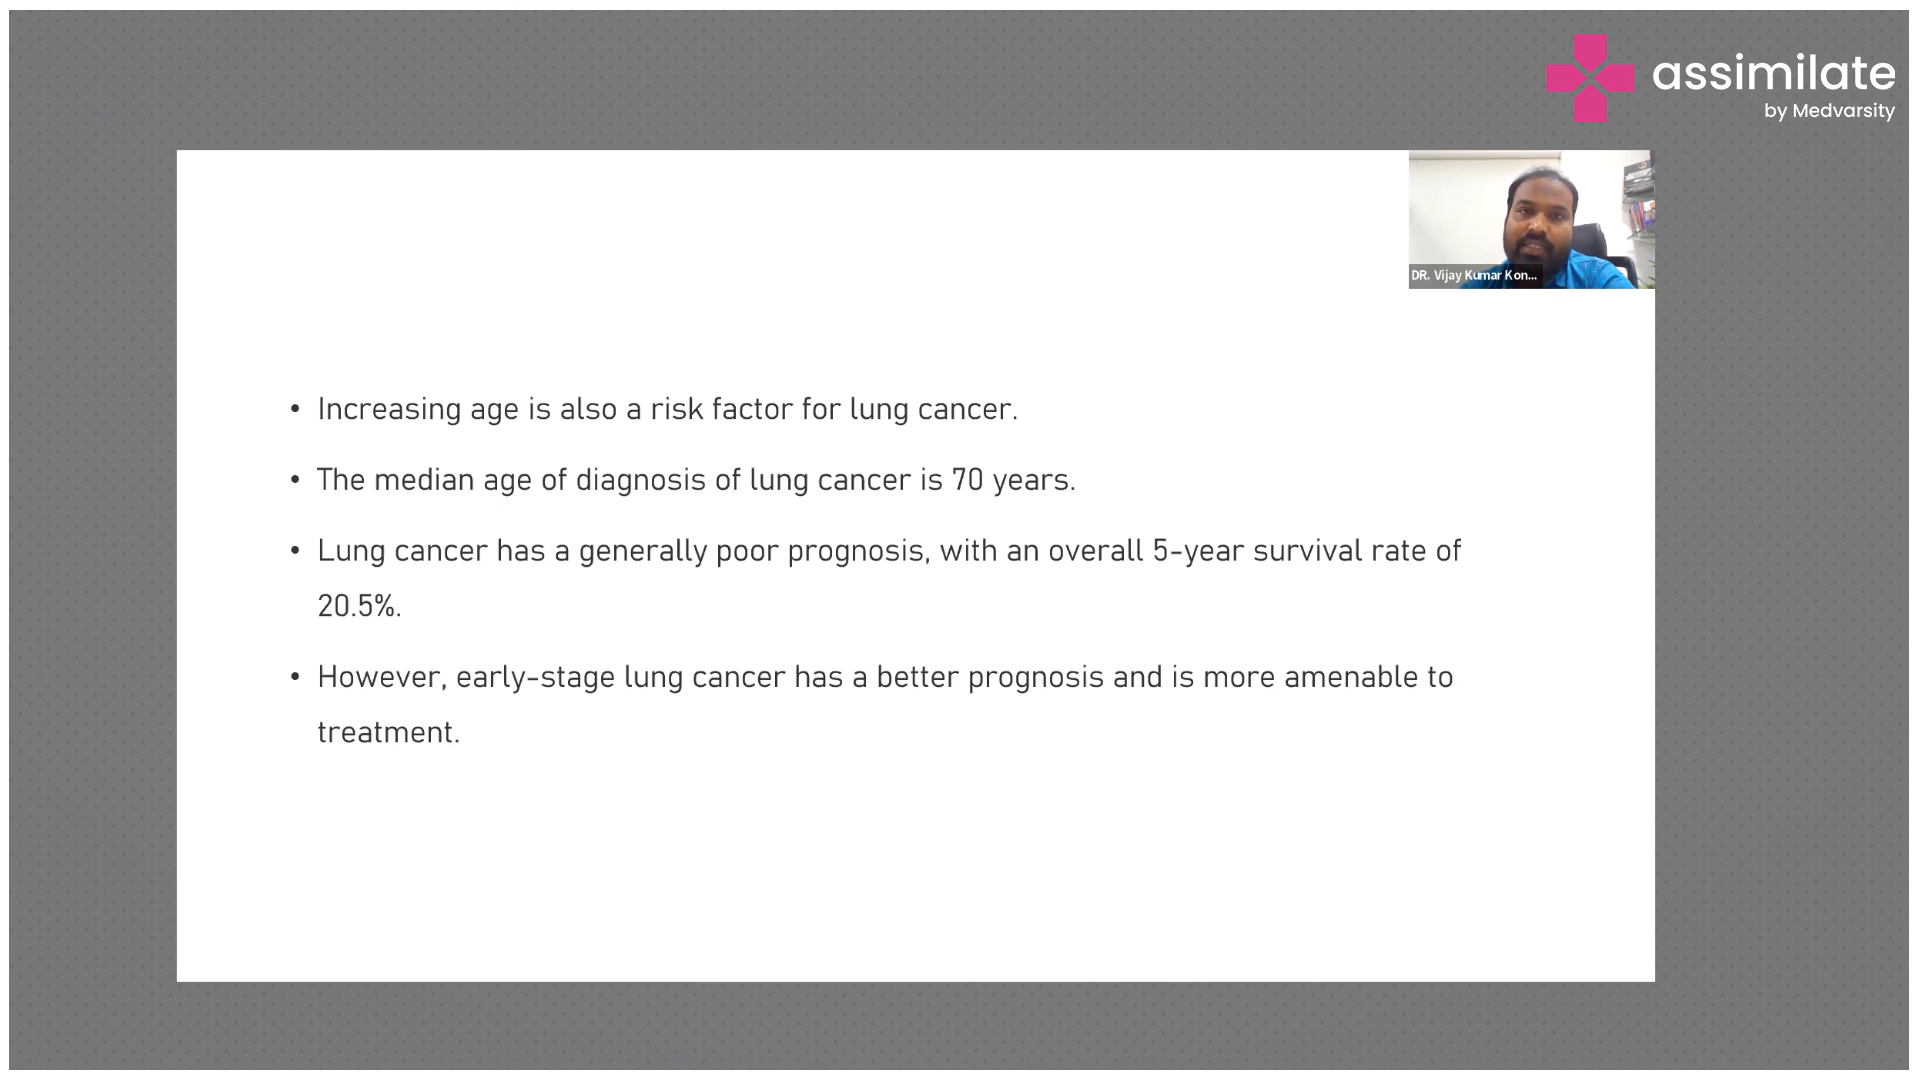 assimilate
by Medvarsity
DR. Vijay Kumar Kon...
• Increasing age is also a risk factor for lung cancer.
• The median age of diagnosis of lung cancer is 70 years.
• Lung cancer has a generally poor prognosis, with an overall 5-year survival rate of
20.5%.
• However, early-stage lung cancer has a better prognosis and is more amenable to
treatment.